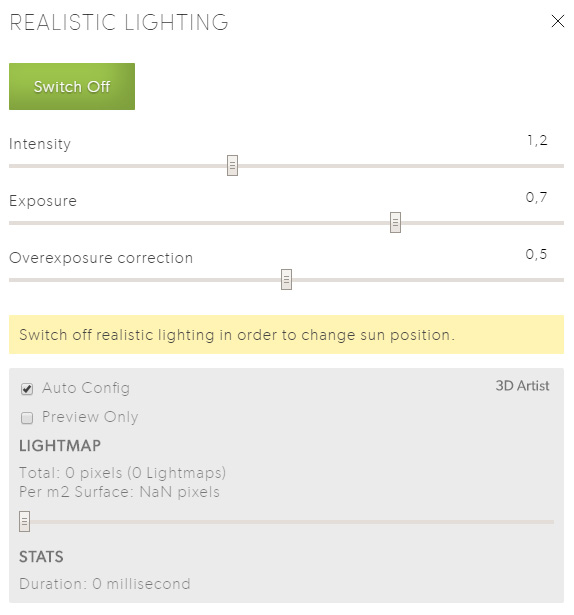 REALISTIC LIGHTING
Switch Off
Intensity 1,2
Exposure 0,7
Overexposure correction 0,5
Switch off realistic lighting in order to change sun position.
Auto Config 3D Artist
Preview Only
LIGHTMAP
Total: 0 pixels (0 Lightmaps)
Per m2 Surface: NaN pixels
STATS
Duration: 0 millisecond